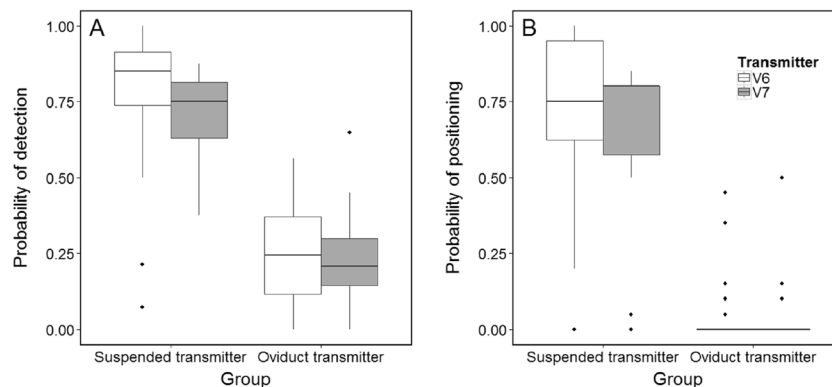 A
Probability of detection
1.00
0.75
0.50
0.25
0.00
Suspended transmitter Oviduct transmitter
Group
B
Probability of positioning
1.00
0.75
0.50
0.25
0.00
Transmitter
V6
V7
Suspended transmitter Oviduct transmitter
Group